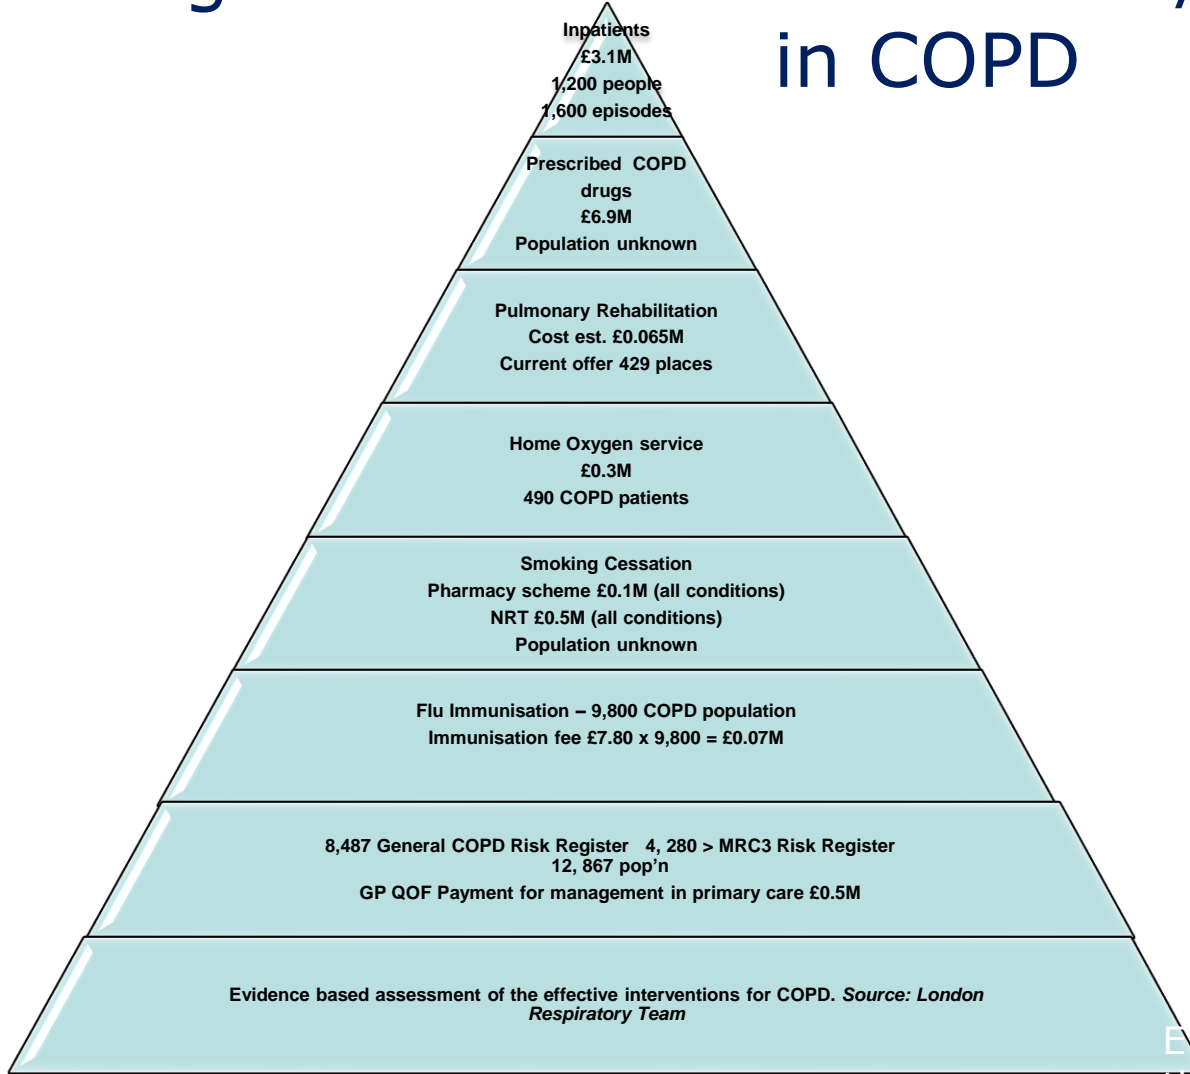 in COPD
Inpatients
£3.1M
1,200 people
1,600 episodes
Prescribed COPD
drugs
£6.9M
Population unknown
Pulmonary Rehabilitation
Cost est. £0.065M
Current offer 429 places
Home Oxygen service
£0.3M
490 COPD patients
Smoking Cessation
Pharmacy scheme £0.1M (all conditions)
NRT £0.5M (all conditions)
Population unknown
Flu Immunisation – 9,800 COPD population
Immunisation fee £7.80 x 9,800 = £0.07M
8,487 General COPD Risk Register 4, 280 > MRC3 Risk Register
12, 867 pop’n
GP QOF Payment for management in primary care £0.5M
Evidence based assessment of the effective interventions for COPD. Source: London
Respiratory Team